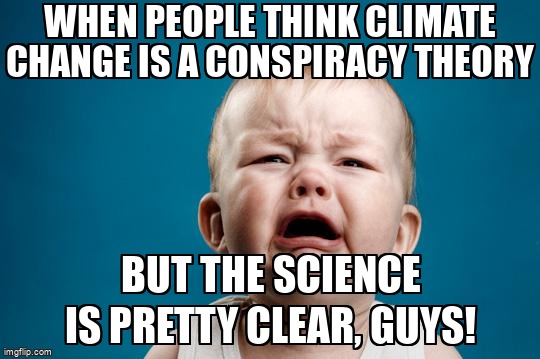 WHEN PEOPLE THINK CLIMATE
CHANGE IS A CONSPIRACY THEORY
BUT THE SCIENCE
IS PRETTY CLEAR, GUYS!
imgflip.com